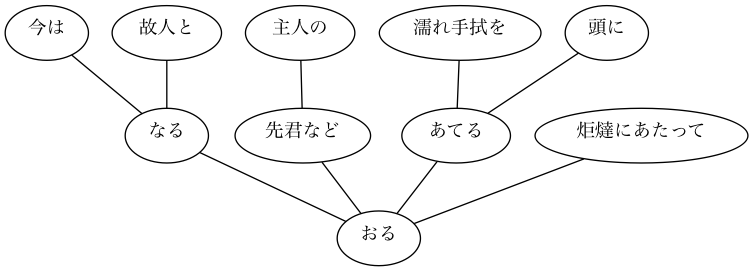 今は
故人と
主人の
濡れ手拭を
頭に
なる
先君など
あてる
炬燵にあたって
おる